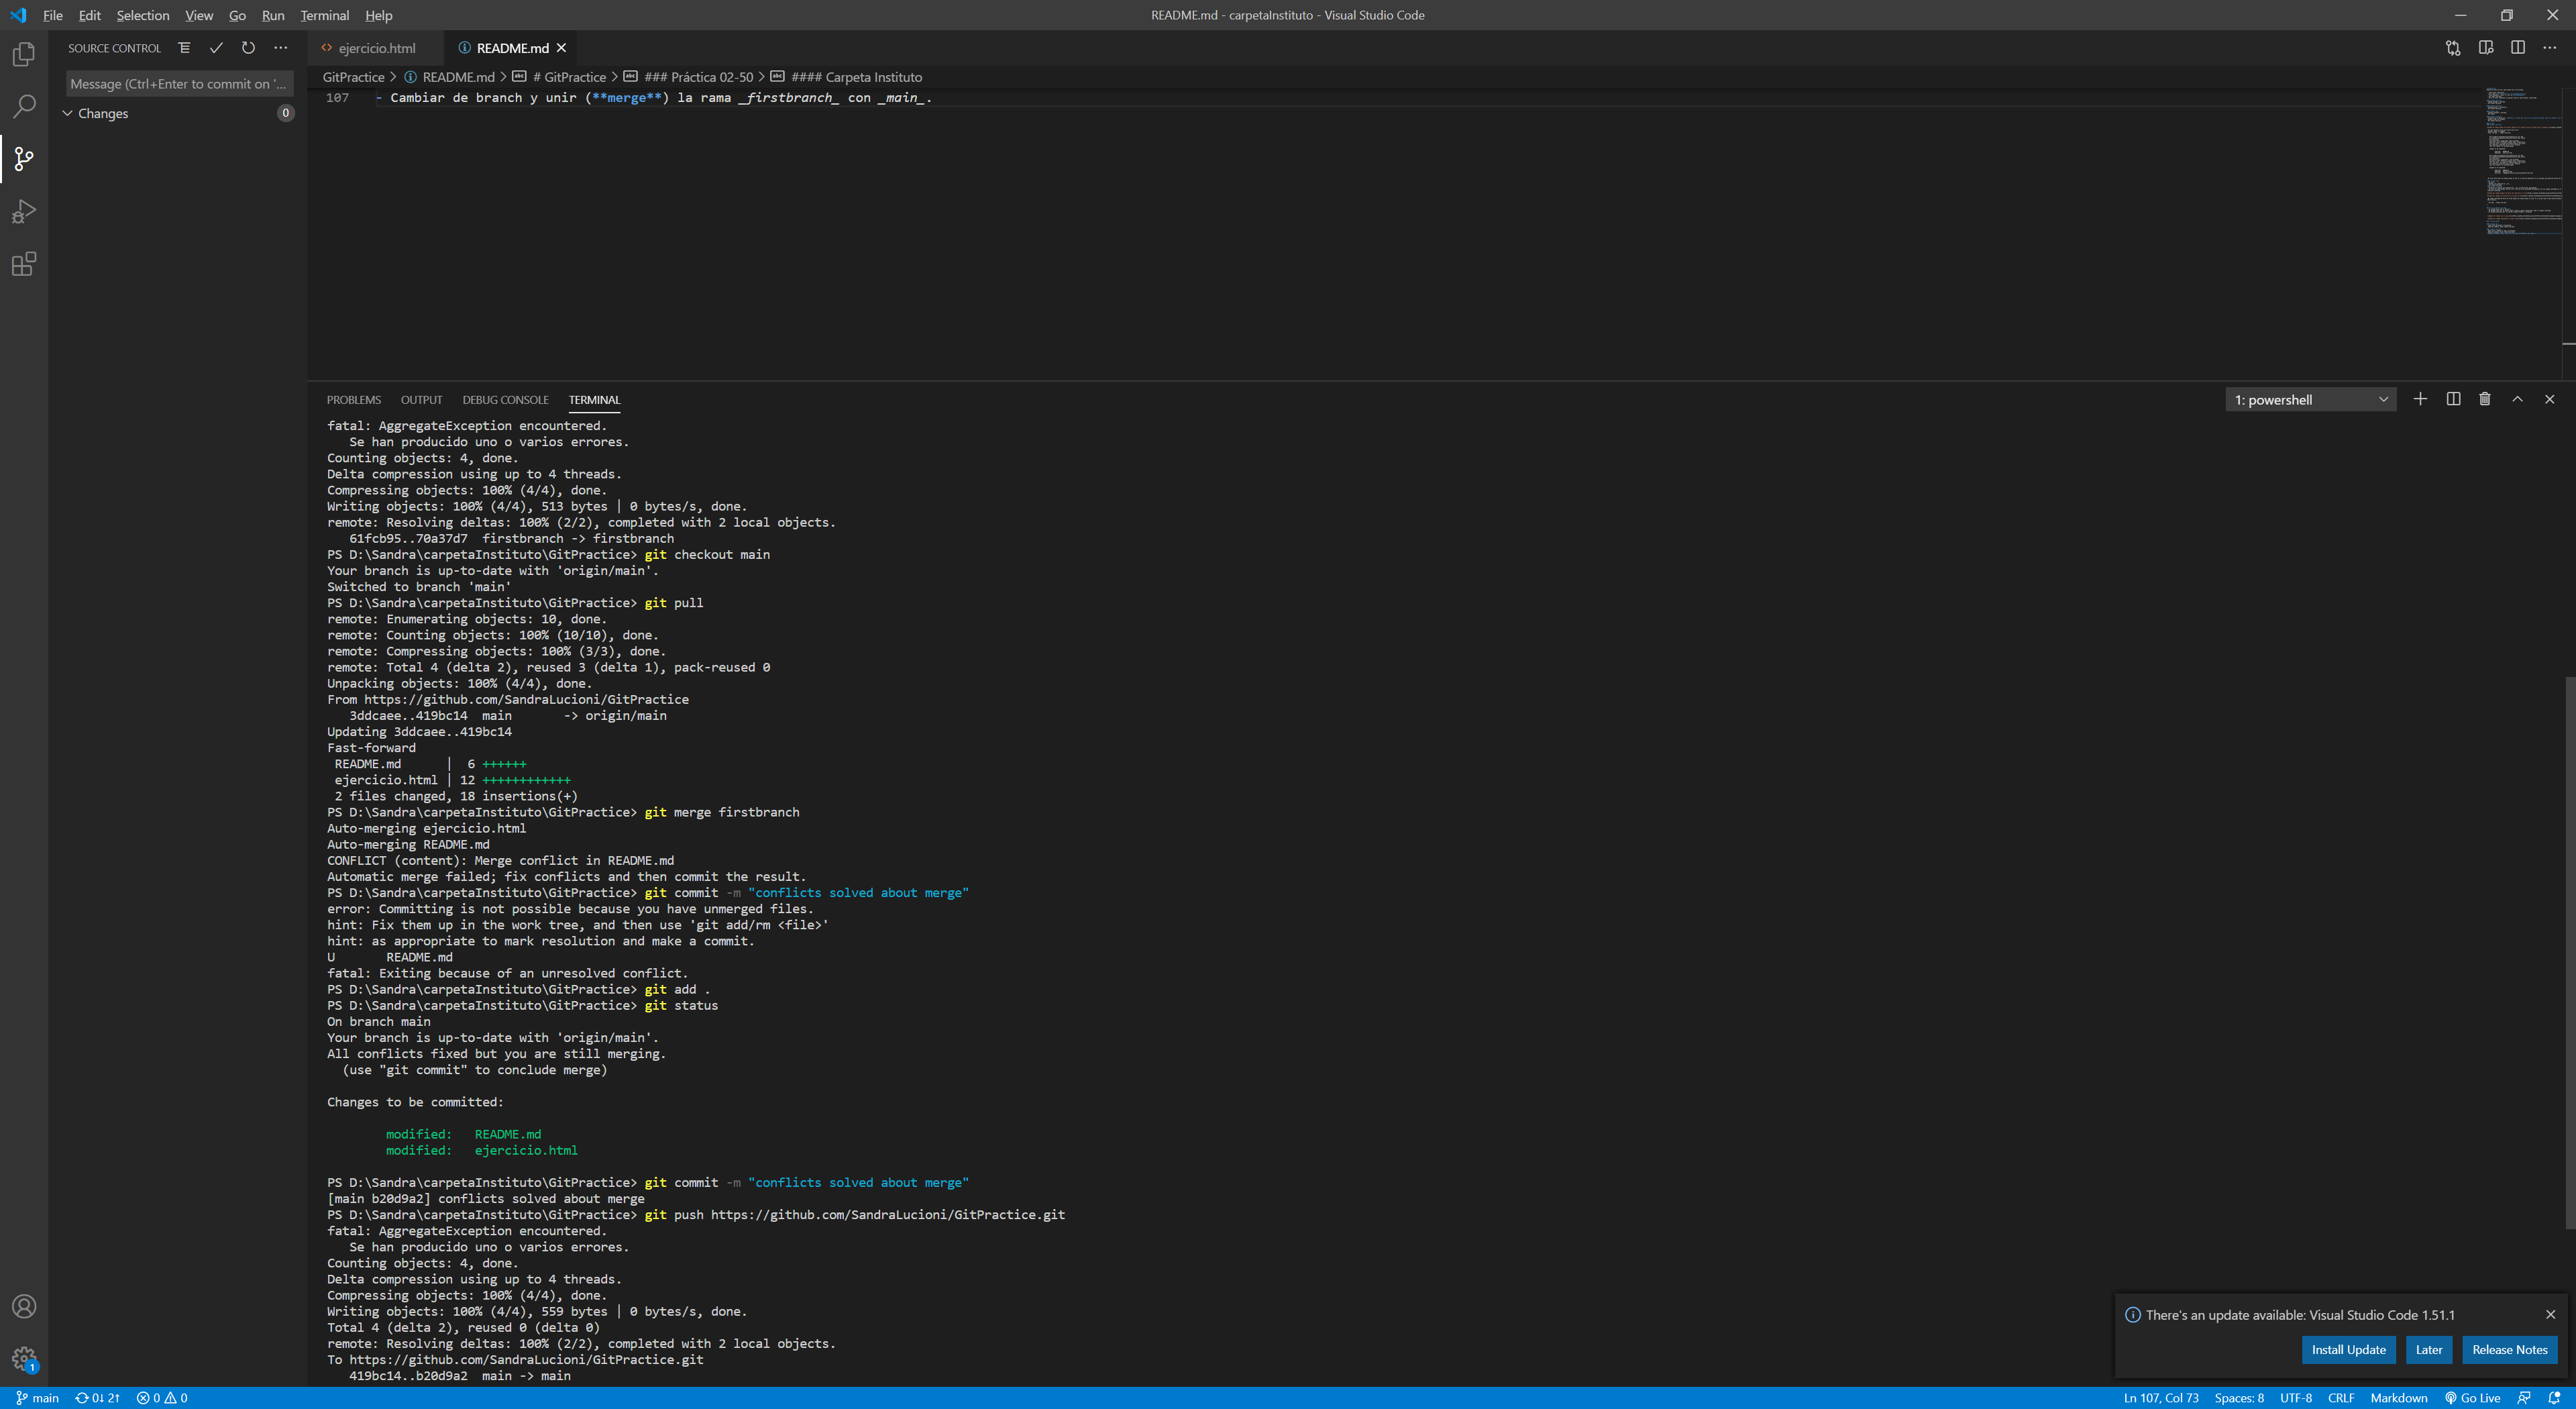 File Edit Selection View Go Run Terminal Help
README.md - carpetaInstituto - Visual Studio Code
SOURCE CONTROL
Message (Ctrl+Enter to commit on '...
Changes 0
ejercicio.html README.md
GitPractice > README.md > # GitPractice > ### Práctica 02-50 > #### Carpeta Instituto
107 - Cambiar de branch y unir (**merge**) la rama _firstbranch_ con _main_.
PROBLEMS OUTPUT DEBUG CONSOLE TERMINAL
1: powershell
fatal: AggregateException encountered.
Se han producido uno o varios errores.
Counting objects: 4, done.
Delta compression using up to 4 threads.
Compressing objects: 100% (4/4), done.
Writing objects: 100% (4/4), 513 bytes | 0 bytes/s, done.
remote: Resolving deltas: 100% (2/2), completed with 2 local objects.
61fcb95..70a37d7 firstbranch -> firstbranch
PS D:\Sandra\carpetaInstituto\GitPractice> git checkout main
Your branch is up-to-date with 'origin/main'.
Switched to branch 'main'
PS D:\Sandra\carpetaInstituto\GitPractice> git pull
remote: Enumerating objects: 10, done.
remote: Counting objects: 100% (10/10), done.
remote: Compressing objects: 100% (3/3), done.
remote: Total 4 (delta 2), reused 3 (delta 1), pack-reused 0
Unpacking objects: 100% (4/4), done.
From https://github.com/SandraLucioni/GitPractice
3ddcaee..419bc14 main -> origin/main
Updating 3ddcaee..419bc14
Fast-forward
README.md | 6 ++++++
ejercicio.html | 12 ++++++++++++
2 files changed, 18 insertions(+)
PS D:\Sandra\carpetaInstituto\GitPractice> git merge firstbranch
Auto-merging ejercicio.html
Auto-merging README.md
CONFLICT (content): Merge conflict in README.md
Automatic merge failed; fix conflicts and then commit the result.
PS D:\Sandra\carpetaInstituto\GitPractice> git commit -m "conflicts solved about merge"
error: Committing is not possible because you have unmerged files.
hint: Fix them up in the work tree, and then use 'git add/rm <file>'
hint: as appropriate to mark resolution and make a commit.
U README.md
fatal: Exiting because of an unresolved conflict.
PS D:\Sandra\carpetaInstituto\GitPractice> git add .
PS D:\Sandra\carpetaInstituto\GitPractice> git status
On branch main
Your branch is up-to-date with 'origin/main'.
All conflicts fixed but you are still merging.
(use "git commit" to conclude merge)
Changes to be committed:
modified: README.md
modified: ejercicio.html
PS D:\Sandra\carpetaInstituto\GitPractice> git commit -m "conflicts solved about merge"
[main b20d9a2] conflicts solved about merge
PS D:\Sandra\carpetaInstituto\GitPractice> git push https://github.com/SandraLucioni/GitPractice.git
fatal: AggregateException encountered.
Se han producido uno o varios errores.
Counting objects: 4, done.
Delta compression using up to 4 threads.
Compressing objects: 100% (4/4), done.
Writing objects: 100% (4/4), 559 bytes | 0 bytes/s, done.
Total 4 (delta 2), reused 0 (delta 0)
remote: Resolving deltas: 100% (2/2), completed with 2 local objects.
To https://github.com/SandraLucioni/GitPractice.git
419bc14..b20d9a2 main -> main
There's an update available: Visual Studio Code 1.51.1
Install Update Later Release Notes
1
main 0↓ 2↑ 0 0 Ln 107, Col 73 Spaces: 8 UTF-8 CRLF Markdown Go Live